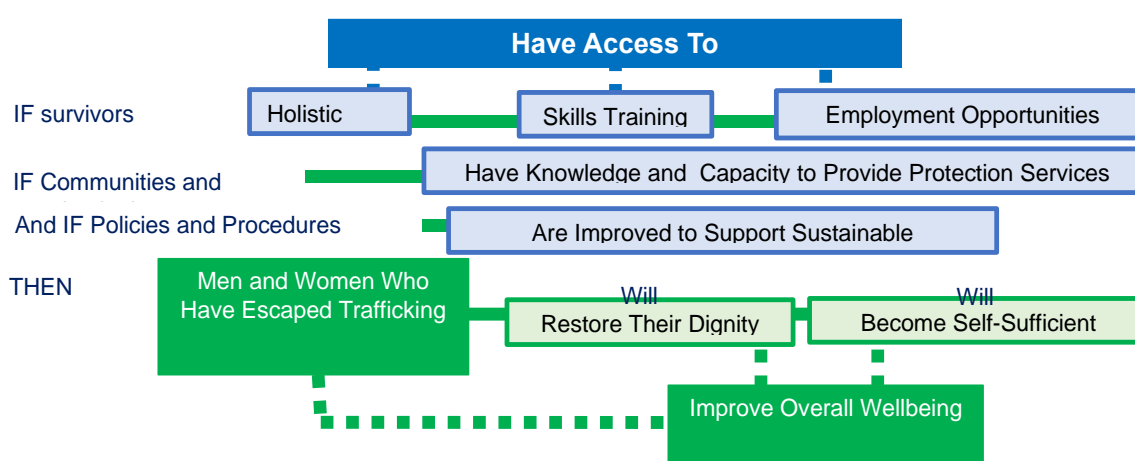 Have Access To
IF survivors
Holistic
Skills Training
Employment Opportunities
IF Communities and
Have Knowledge and Capacity to Provide Protection Services
And IF Policies and Procedures
Are Improved to Support Sustainable
THEN
Men and Women Who
Have Escaped Trafficking
Will
Restore Their Dignity
Will
Become Self-Sufficient
Improve Overall Wellbeing